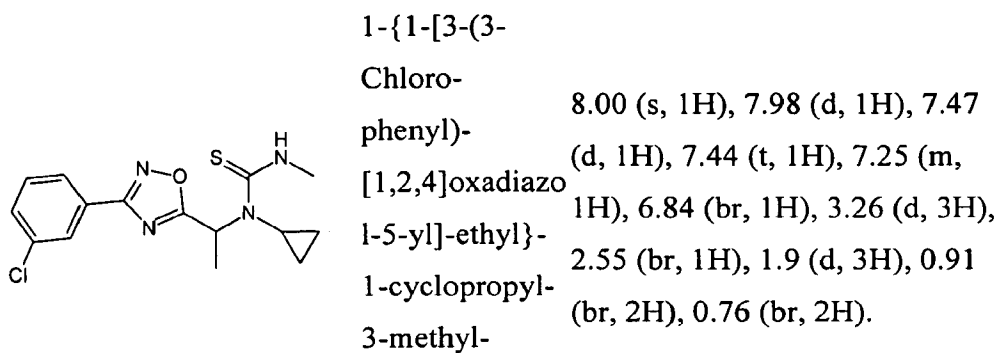 1-{1-[3-(3-
Chloro-
phenyl)-
[1,2,4]oxadiazo
l-5-yl]-ethyl}-
1-cyclopropyl-
3-methyl-
8.00 (s, 1H), 7.98 (d, 1H), 7.47
(d, 1H), 7.44 (t, 1H), 7.25 (m,
1H), 6.84 (br, 1H), 3.26 (d, 3H),
2.55 (br, 1H), 1.9 (d, 3H), 0.91
(br, 2H), 0.76 (br, 2H).
H
S N
N O
N N
Cl